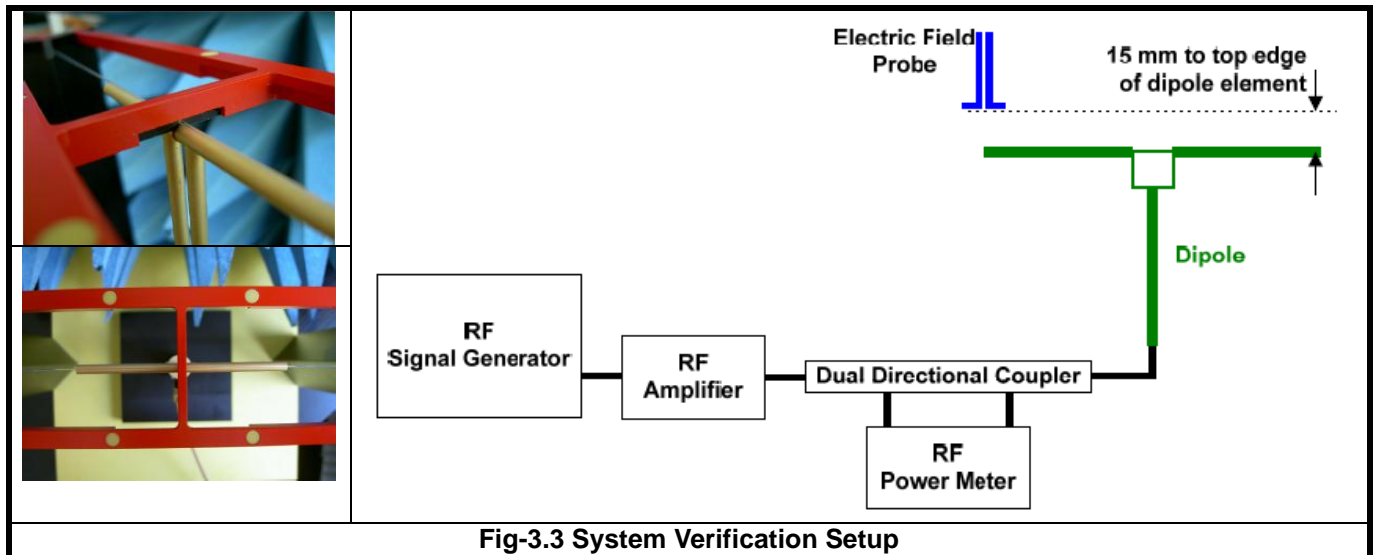 Electric Field
Probe
15 mm to top edge
of dipole element
Dipole
RF
Signal Generator
RF
Amplifier
Dual Directional Coupler
RF
Power Meter
Fig-3.3 System Verification Setup